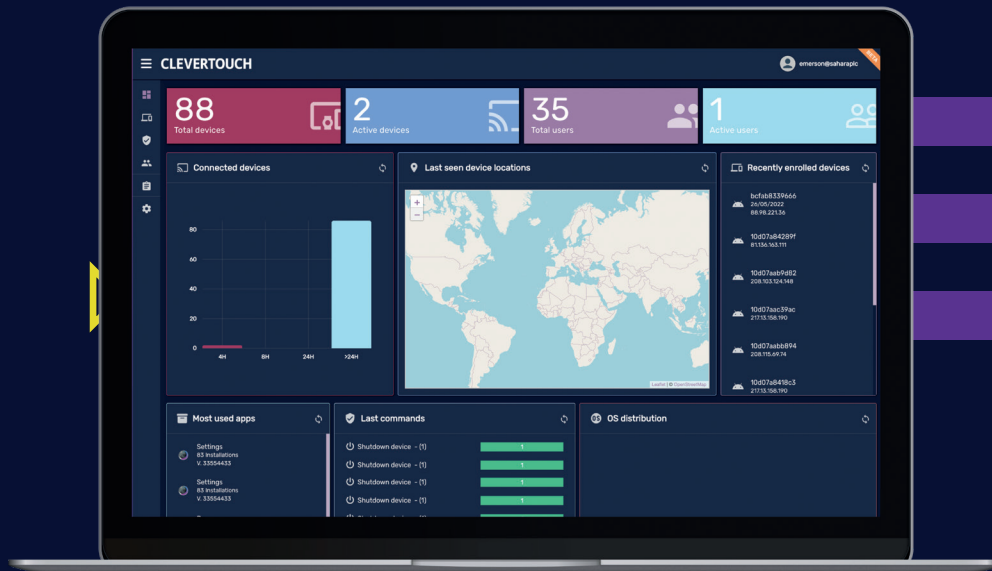 CLEVERTOUCH
emerson@saharaplc
BETA
88
Total devices
2
Active devices
35
Total users
1
Active users
Connected devices
80
60
40
20
0
4H 8H 24H >24H
Last seen device locations
+
−
Leaflet | © OpenStreetMap
Recently enrolled devices
bcfab8339666
26/05/2022
88.98.221.36
10d07a84289f
81.136.163.111
10d07aab9d82
208.103.124.148
10d07aac39ac
217.13.158.190
10d07aabb894
208.115.69.74
10d07a8418c3
217.13.158.190
Most used apps
Settings
83 Installations
V. 33554433
Settings
83 Installations
V. 33554433
Last commands
Shutdown device - (1) 1
Shutdown device - (1) 1
Shutdown device - (1) 1
Shutdown device - (1) 1
OS distribution